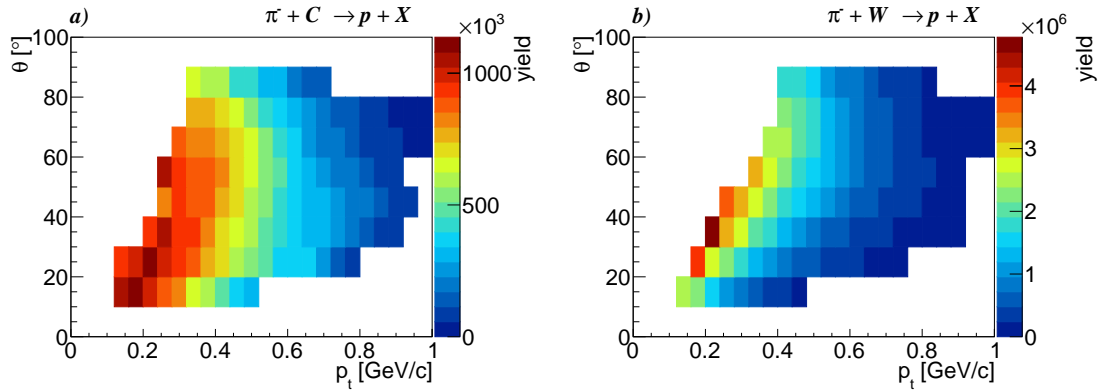 a) π⁻ + C → p + X
×10³
θ [°]
100
80
60
40
20
0
0 0.2 0.4 0.6 0.8 1
p_t [GeV/c]
1000
500
0
yield
b) π⁻ + W → p + X
×10⁶
θ [°]
100
80
60
40
20
0
0 0.2 0.4 0.6 0.8 1
p_t [GeV/c]
4
3
2
1
0
yield